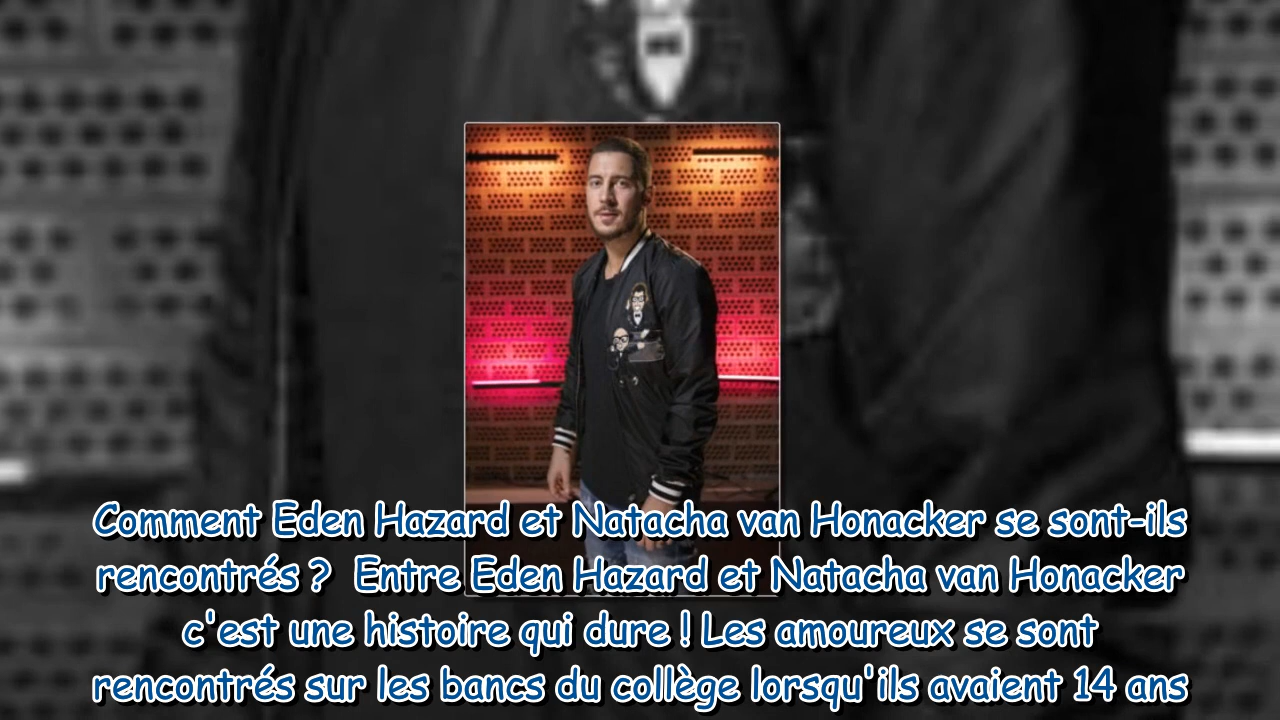 Comment Eden Hazard et Natacha van Honacker se sont-ils
rencontrés ?  Entre Eden Hazard et Natacha van Honacker
c'est une histoire qui dure ! Les amoureux se sont
rencontrés sur les bancs du collège lorsqu'ils avaient 14 ans